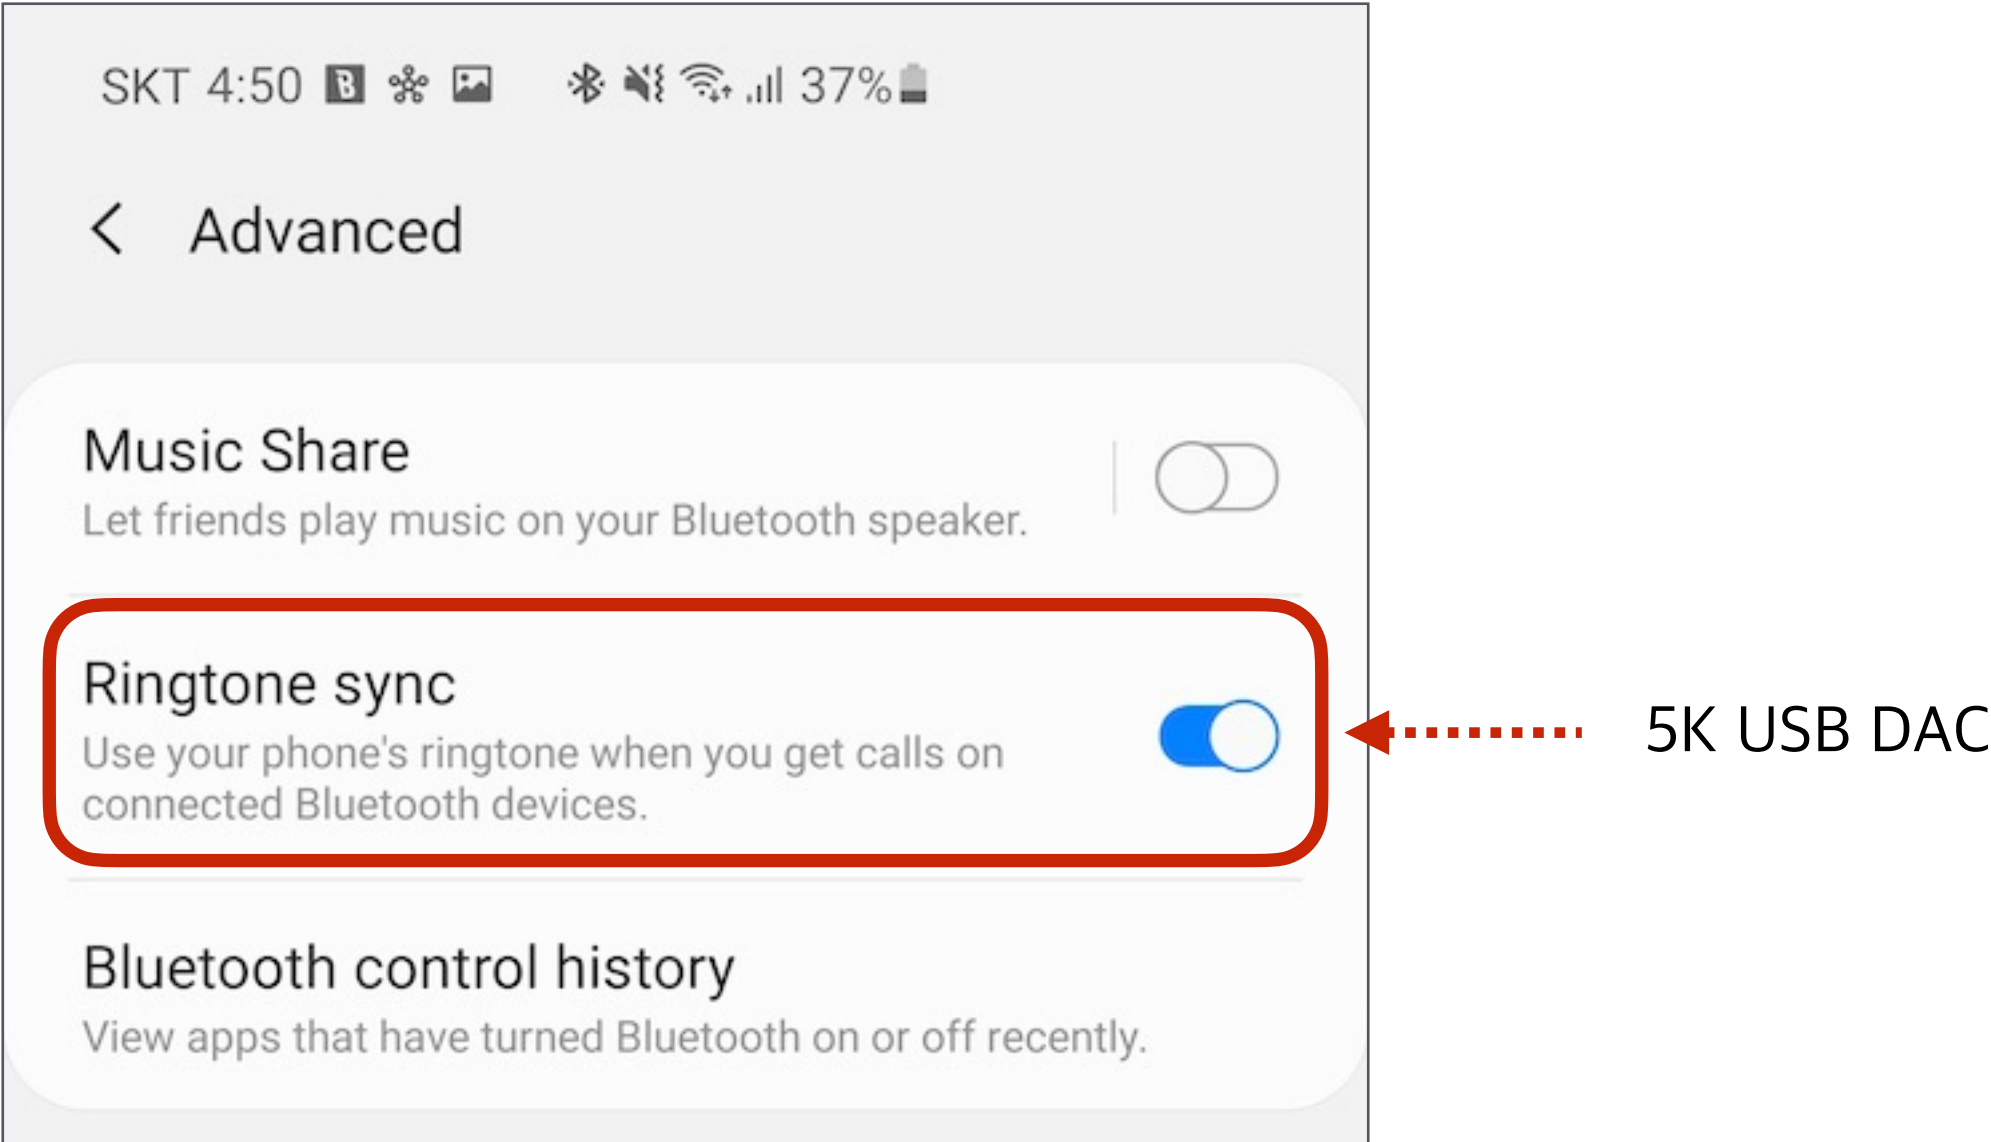 SKT 4:50 B 37%
Advanced
Music Share
Let friends play music on your Bluetooth speaker.
Ringtone sync
Use your phone's ringtone when you get calls on
connected Bluetooth devices.
5K USB DAC
Bluetooth control history
View apps that have turned Bluetooth on or off recently.